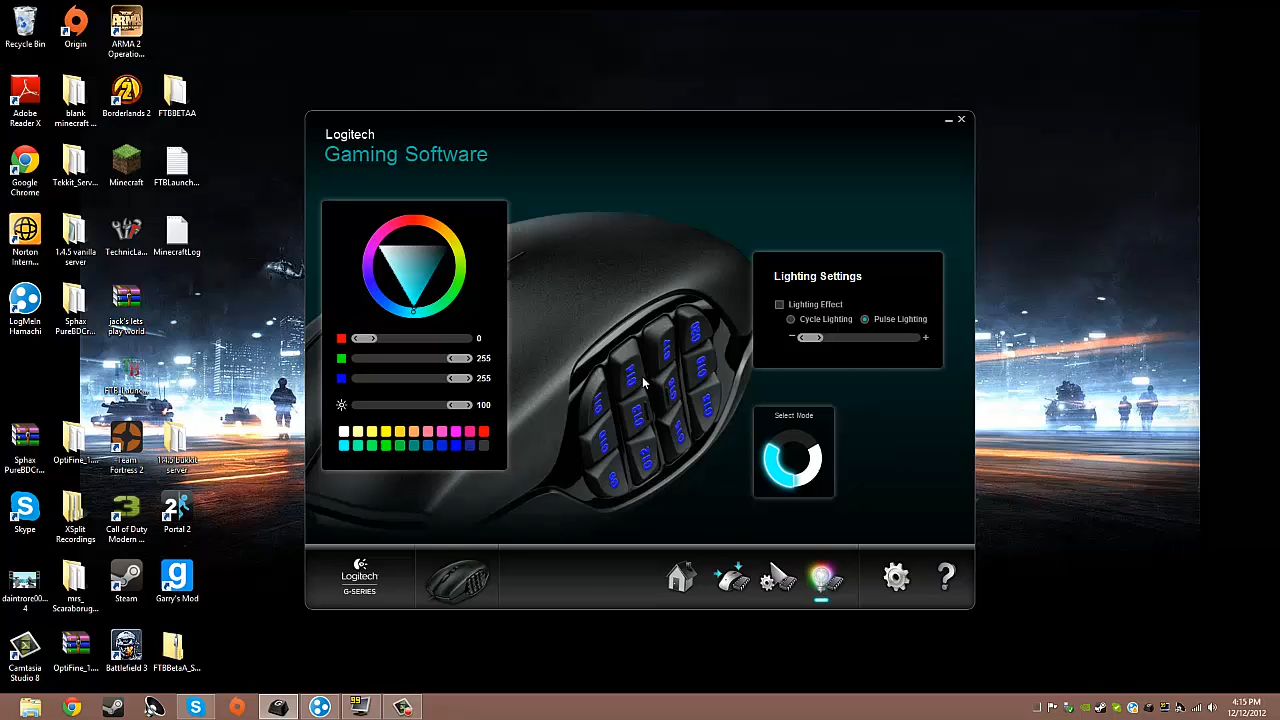 Recycle Bin
Origin
ARMA 2
Operatio...
Adobe
Reader X
blank
minecraft ...
Borderlands 2
FTBBETAA
Google
Chrome
Tekkit_Serv...
Minecraft
FTBLaunch...
Norton
Intern...
1.4.5 vanilla
server
TechnicLa...
MinecraftLog
LogMeIn
Hamachi
Sphax
PureBDCr...
jack's lets
play world
FTB Launc...
Sphax
PureBDCr...
OptiFine_1....
Team
Fortress 2
1.4.5 bukkit
server
Skype
XSplit
Recordings
Call of Duty
Modern ...
Portal 2
daintree00...
4
mrs_
Scaraborug...
Steam
Garry's Mod
Camtasia
Studio 8
OptiFine_1....
Battlefield 3
FTBBetaA_S...
Logitech
Gaming Software
0
255
255
100
Lighting Settings
Lighting Effect
Cycle Lighting
Pulse Lighting
Select Mode
Logitech
G-SERIES
4:15 PM
12/12/2012